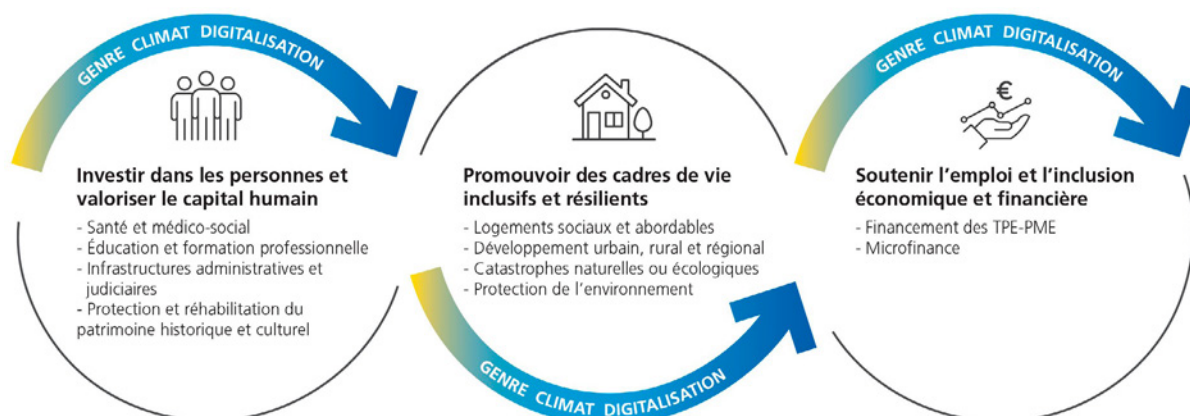 GENRE CLIMAT DIGITALISATION
Investir dans les personnes et
valoriser le capital humain
- Santé et médico-social
- Éducation et formation professionnelle
- Infrastructures administratives et
judiciaires
- Protection et réhabilitation du
patrimoine historique et culturel
Promouvoir des cadres de vie
inclusifs et résilients
- Logements sociaux et abordables
- Développement urbain, rural et régional
- Catastrophes naturelles ou écologiques
- Protection de l’environnement
GENRE CLIMAT DIGITALISATION
GENRE CLIMAT DIGITALISATION
€
Soutenir l’emploi et l’inclusion
économique et financière
- Financement des TPE-PME
- Microfinance